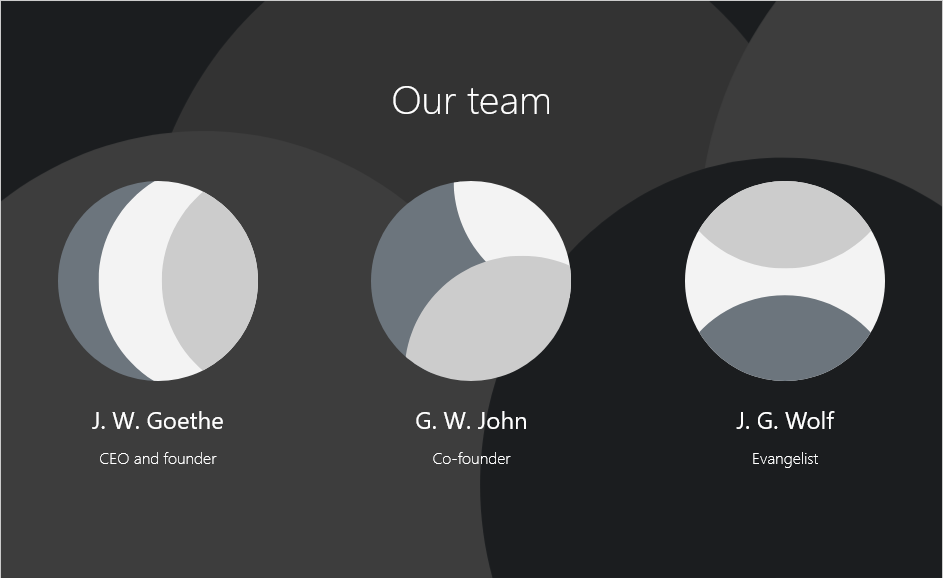 Our team
J. W. Goethe
G. W. John
J. G. Wolf
CEO and founder
Co-founder
Evangelist